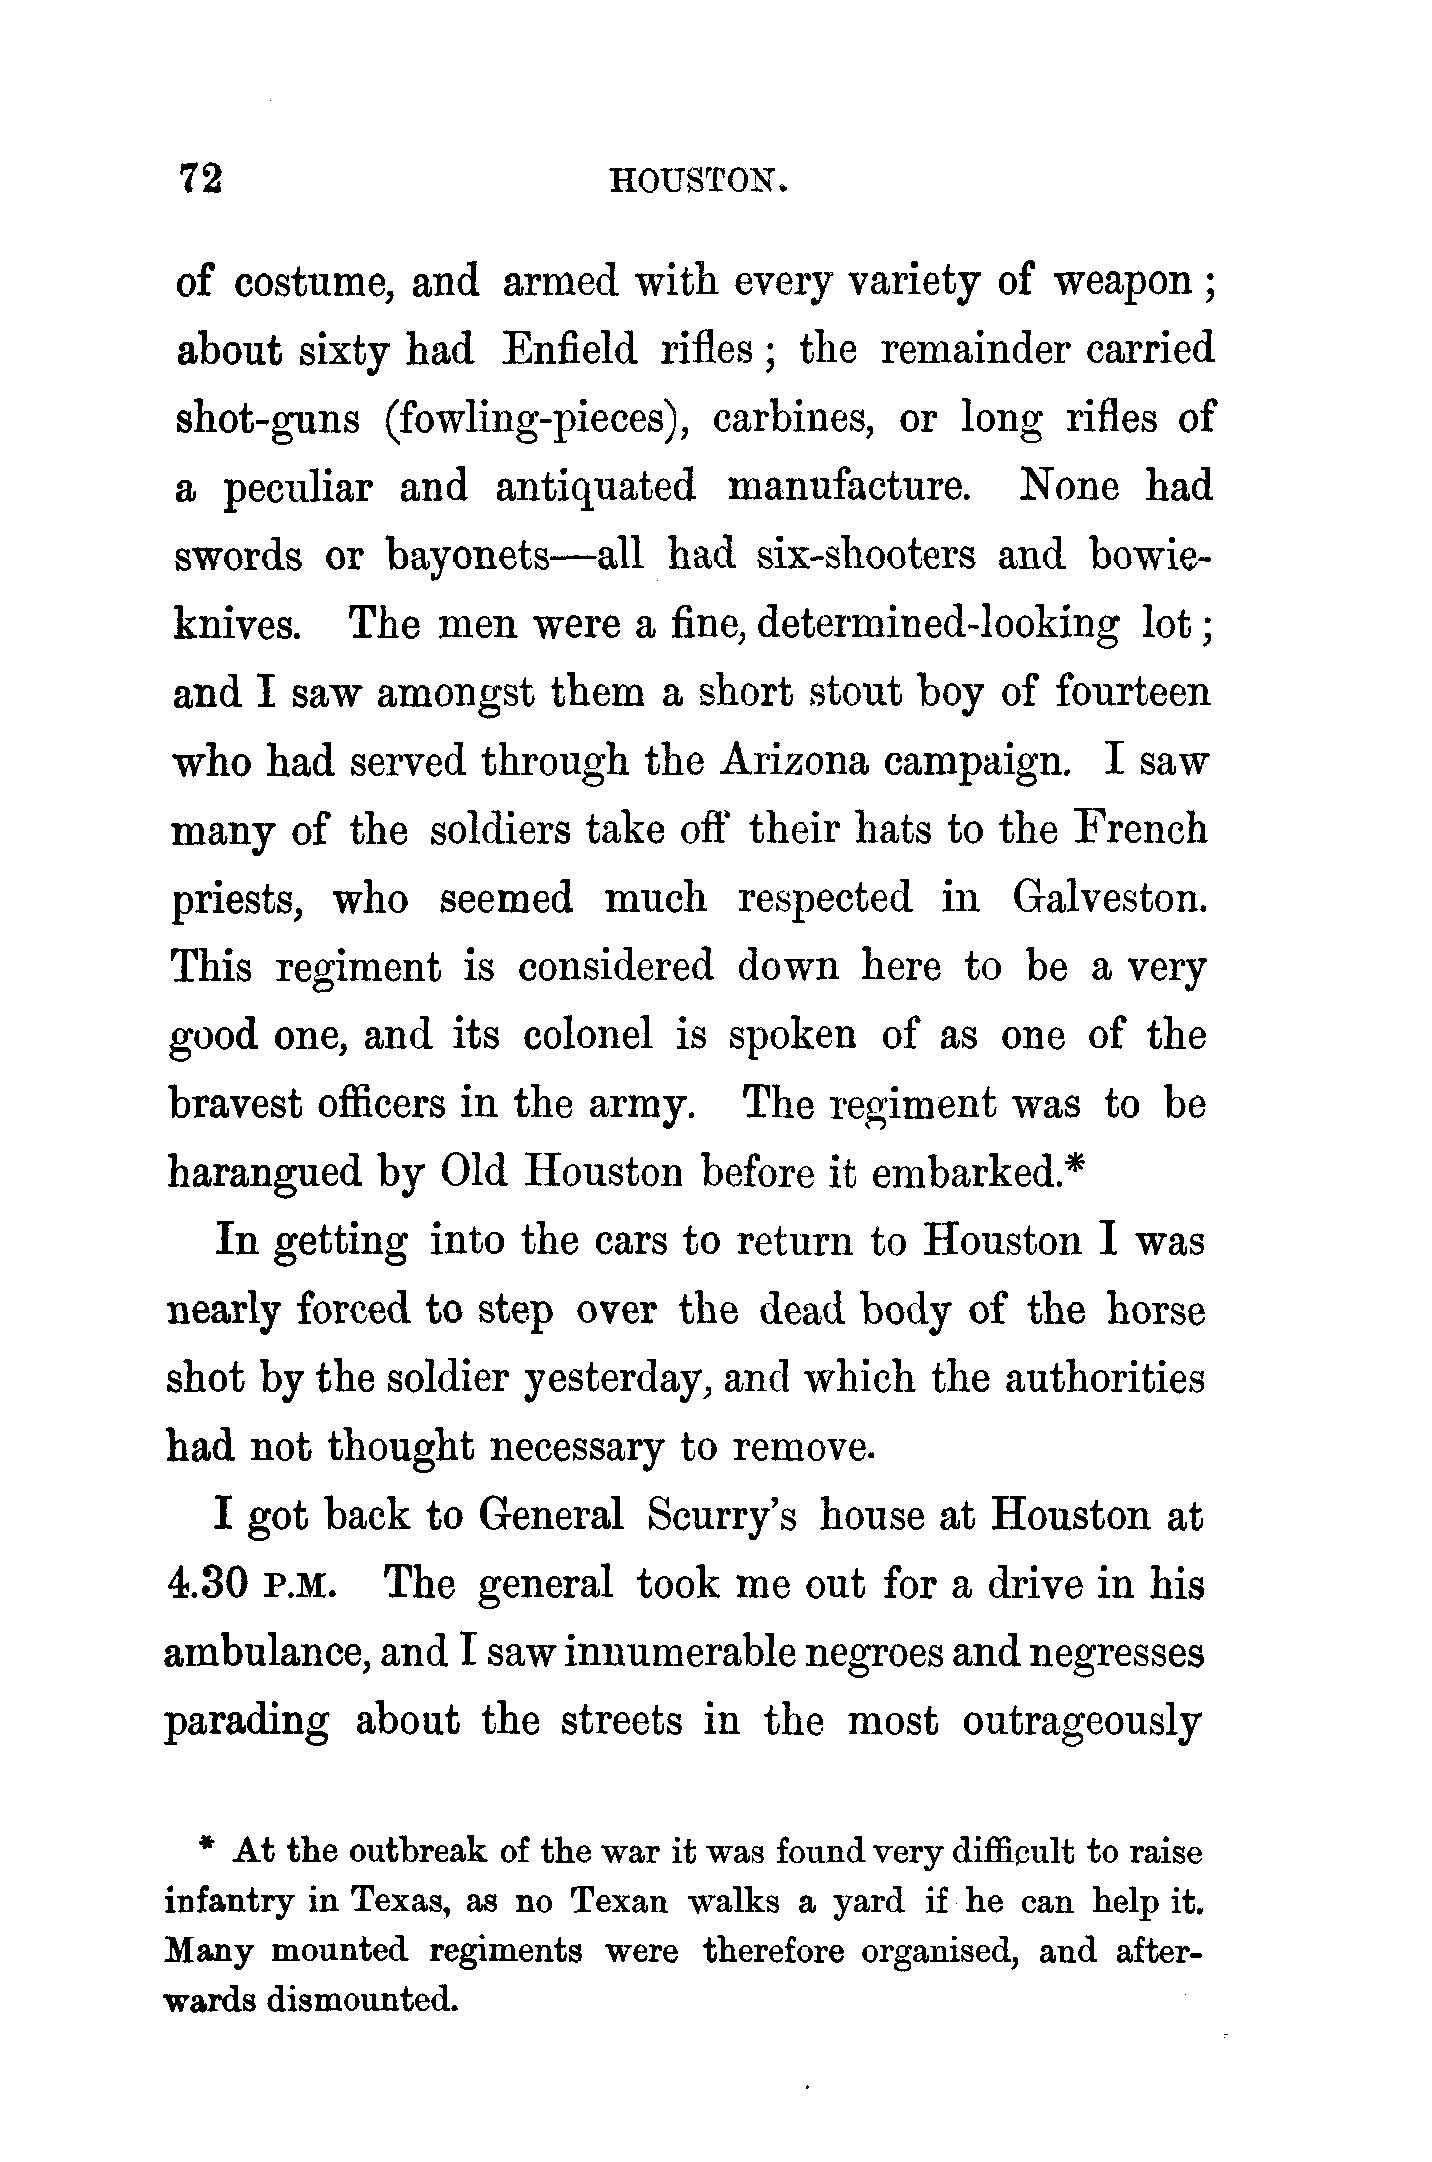 72 HOUSTON.
of costume, and armed with every variety of weapon ;
about sixty had Enfield rifles ; the remainder carried
shot-guns (fowling-pieces), carbines, or long rifles of
a peculiar and antiquated manufacture. None had
swords or bayonets—all had six-shooters and bowie-
knives. The men were a fine, determined-looking lot ;
and I saw amongst them a short stout boy of fourteen
who had served through the Arizona campaign. I saw
many of the soldiers take off their hats to the French
priests, who seemed much respected in Galveston.
This regiment is considered down here to be a very
good one, and its colonel is spoken of as one of the
bravest officers in the army. The regiment was to be
harangued by Old Houston before it embarked.*
In getting into the cars to return to Houston I was
nearly forced to step over the dead body of the horse
shot by the soldier yesterday, and which the authorities
had not thought necessary to remove.
I got back to General Scurry's house at Houston at
4.30 P.M. The general took me out for a drive in his
ambulance, and I saw innumerable negroes and negresses
parading about the streets in the most outrageously
* At the outbreak of the war it was found very difficult to raise
infantry in Texas, as no Texan walks a yard if he can help it.
Many mounted regiments were therefore organised, and after-
wards dismounted.